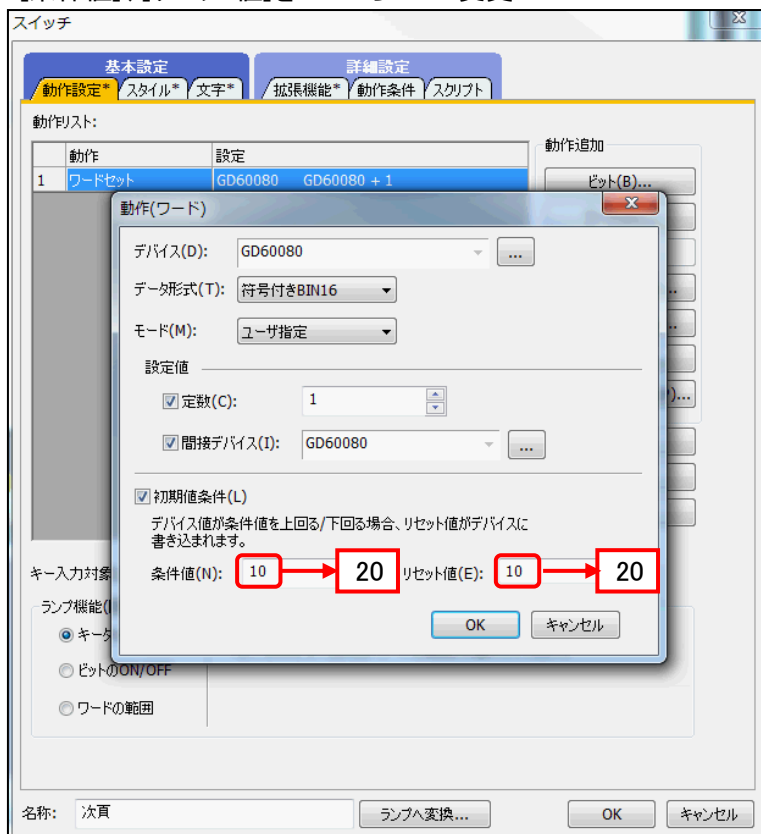 スイッチ
基本設定
詳細設定
動作設定*
スタイル*
文字*
拡張機能*
動作条件
スクリプト
動作リスト:
動作
設定
1
ワードセット
GD60080 GD60080 + 1
動作追加
ビット(B)...
動作(ワード)
デバイス(D):
GD60080
...
データ形式(T):
符号付きBIN16
モード(M):
ユーザ指定
設定値
定数(C):
1
間接デバイス(I):
GD60080
...
初期値条件(L)
デバイス値が条件値を上回る/下回る場合、リセット値がデバイスに
書き込まれます。
条件値(N):
10
20
リセット値(E):
10
20
OK
キャンセル
キー入力対象
ランプ機能(
キータ
ビットのON/OFF
ワードの範囲
名称:
次頁
ランプへ変換...
OK
キャンセル